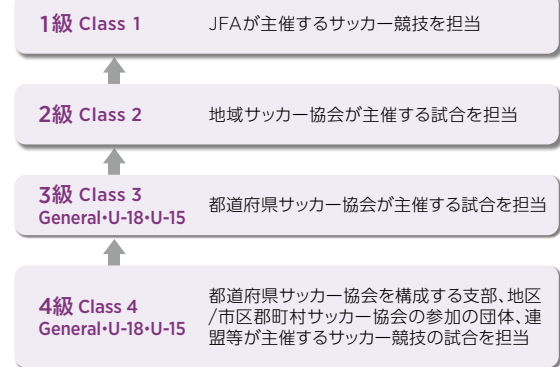 1級 Class 1
JFAが主催するサッカー競技を担当
2級 Class 2
地域サッカー協会が主催する試合を担当
3級 Class 3
General・U-18・U-15
都道府県サッカー協会が主催する試合を担当
4級 Class 4
General・U-18・U-15
都道府県サッカー協会を構成する支部、地区
/市区郡町村サッカー協会の参加の団体、連
盟等が主催するサッカー競技の試合を担当